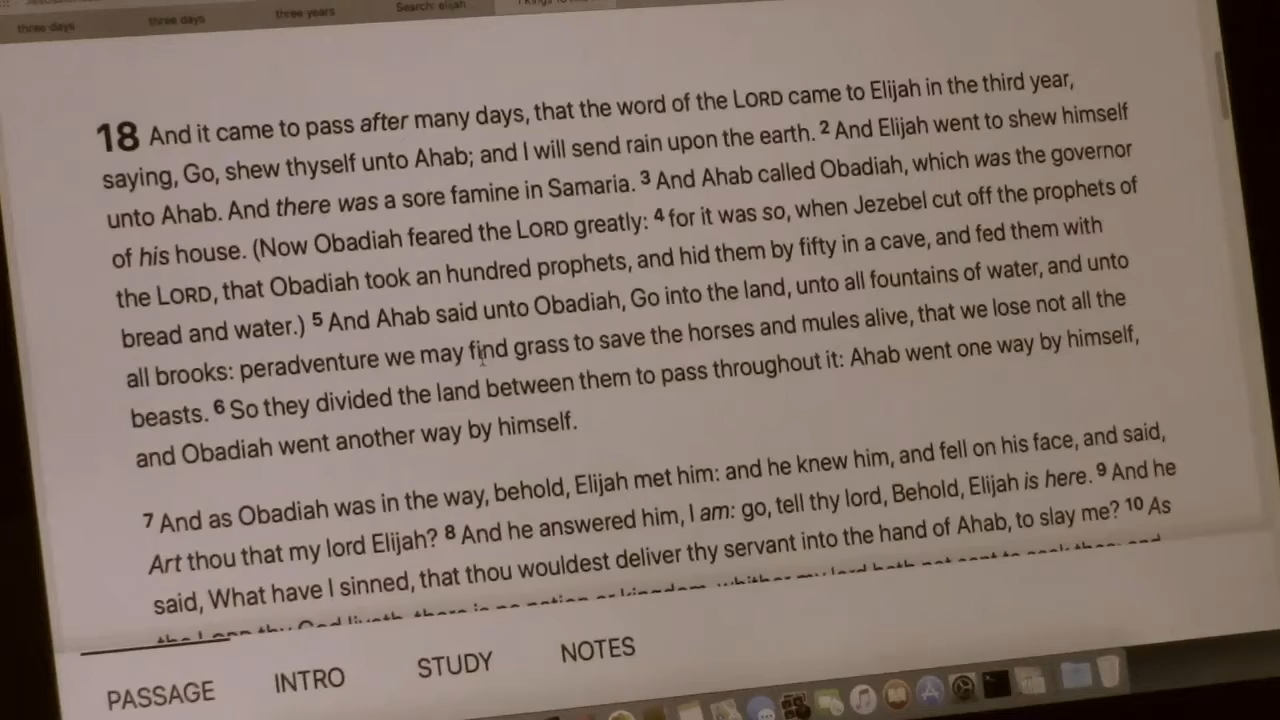 three days three days three years Search: elijah
18 And it came to pass after many days, that the word of the LORD came to Elijah in the third year,
saying, Go, shew thyself unto Ahab; and I will send rain upon the earth. 2 And Elijah went to shew himself
unto Ahab. And there was a sore famine in Samaria. 3 And Ahab called Obadiah, which was the governor
of his house. (Now Obadiah feared the LORD greatly: 4 for it was so, when Jezebel cut off the prophets of
the LORD, that Obadiah took an hundred prophets, and hid them by fifty in a cave, and fed them with
bread and water.) 5 And Ahab said unto Obadiah, Go into the land, unto all fountains of water, and unto
all brooks: peradventure we may find grass to save the horses and mules alive, that we lose not all the
beasts. 6 So they divided the land between them to pass throughout it: Ahab went one way by himself,
and Obadiah went another way by himself.
7 And as Obadiah was in the way, behold, Elijah met him: and he knew him, and fell on his face, and said,
Art thou that my lord Elijah? 8 And he answered him, I am: go, tell thy lord, Behold, Elijah is here. 9 And he
said, What have I sinned, that thou wouldest deliver thy servant into the hand of Ahab, to slay me? 10 As
PASSAGE INTRO STUDY NOTES